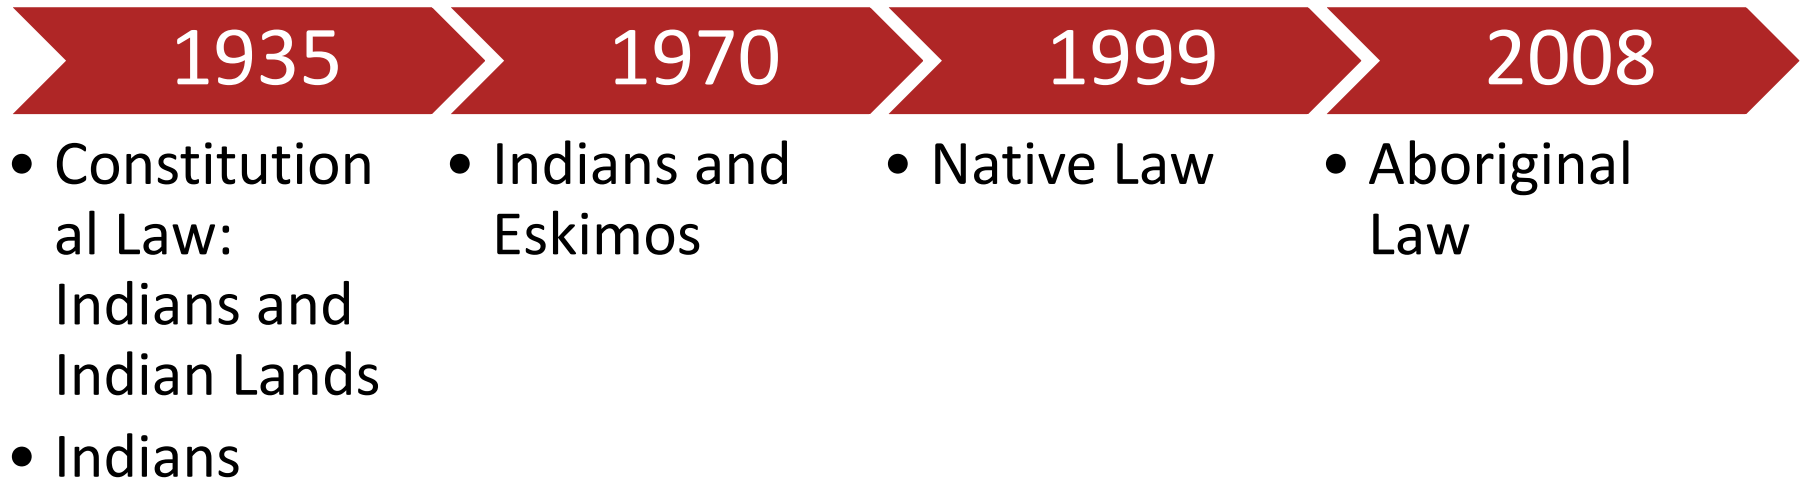 1935
• Constitution
al Law:
Indians and
Indian Lands
• Indians
1970
• Indians and
Eskimos
1999
• Native Law
2008
• Aboriginal
Law